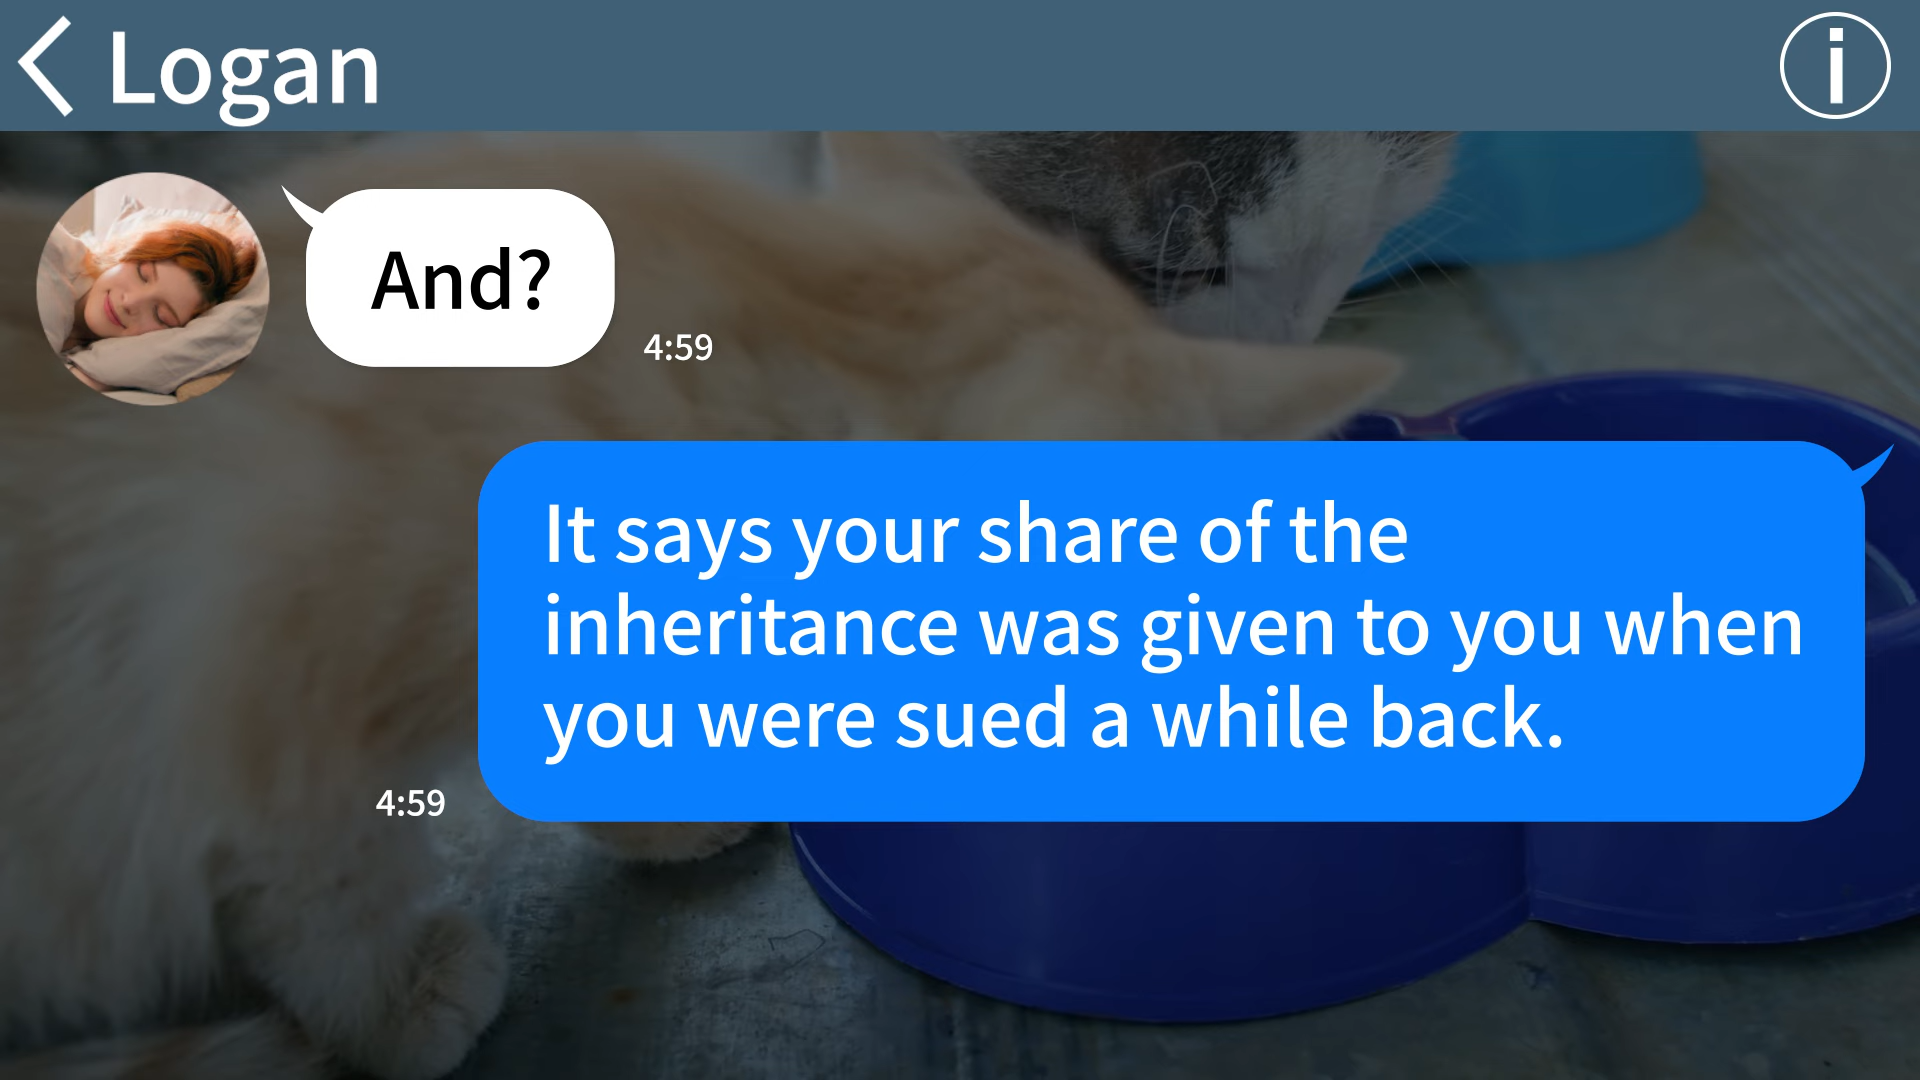 Logan
i
And?
4:59
It says your share of the
inheritance was given to you when
you were sued a while back.
4:59